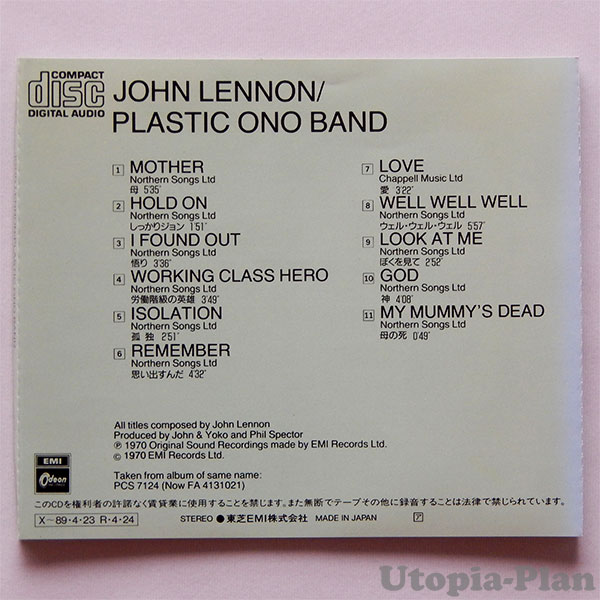 COMPACT
disc
DIGITAL AUDIO
JOHN LENNON/
PLASTIC ONO BAND
1 MOTHER
Northern Songs Ltd
母 5'35"
2 HOLD ON
Northern Songs Ltd
しっかりジョン 1'51"
3 I FOUND OUT
Northern Songs Ltd
悟り 3'36"
4 WORKING CLASS HERO
Northern Songs Ltd
労働階級の英雄 3'49"
5 ISOLATION
Northern Songs Ltd
孤独 2'51"
6 REMEMBER
Northern Songs Ltd
思い出すんだ 4'32"
7 LOVE
Chappell Music Ltd
愛 3'22"
8 WELL WELL WELL
Northern Songs Ltd
ウェル・ウェル・ウェル 5'57"
9 LOOK AT ME
Northern Songs Ltd
ぼくを見て 2'52"
10 GOD
Northern Songs Ltd
神 4'08"
11 MY MUMMY'S DEAD
Northern Songs Ltd
母の死 0'49"
All titles composed by John Lennon
Produced by John & Yoko and Phil Spector
℗ 1970 Original Sound Recordings made by EMI Records Ltd.
© 1970 EMI Records Ltd.
Taken from album of same name:
PCS 7124 (Now FA 4131021)
EMI
Odeon
このCDを権利者の許諾なく賃貸業に使用することを禁じます。また無断でテープその他に録音することは法律で禁じられています。
X-89・4・23 R・4・24
STEREO ● 東芝EMI株式会社 MADE IN JAPAN
ア
Utopia-Plan